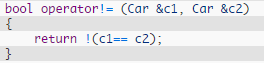 bool operator!= (Car &c1, Car &c2)
{
    return !(c1== c2);
}